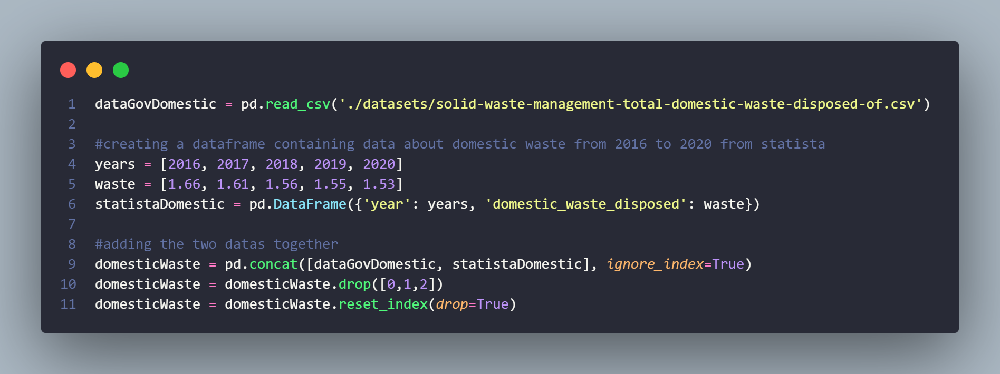 1 dataGovDomestic = pd.read_csv('./datasets/solid-waste-management-total-domestic-waste-disposed-of.csv')
2
3 #creating a dataframe containing data about domestic waste from 2016 to 2020 from statista
4 years = [2016, 2017, 2018, 2019, 2020]
5 waste = [1.66, 1.61, 1.56, 1.55, 1.53]
6 statistaDomestic = pd.DataFrame({'year': years, 'domestic_waste_disposed': waste})
7
8 #adding the two datas together
9 domesticWaste = pd.concat([dataGovDomestic, statistaDomestic], ignore_index=True)
10 domesticWaste = domesticWaste.drop([0,1,2])
11 domesticWaste = domesticWaste.reset_index(drop=True)